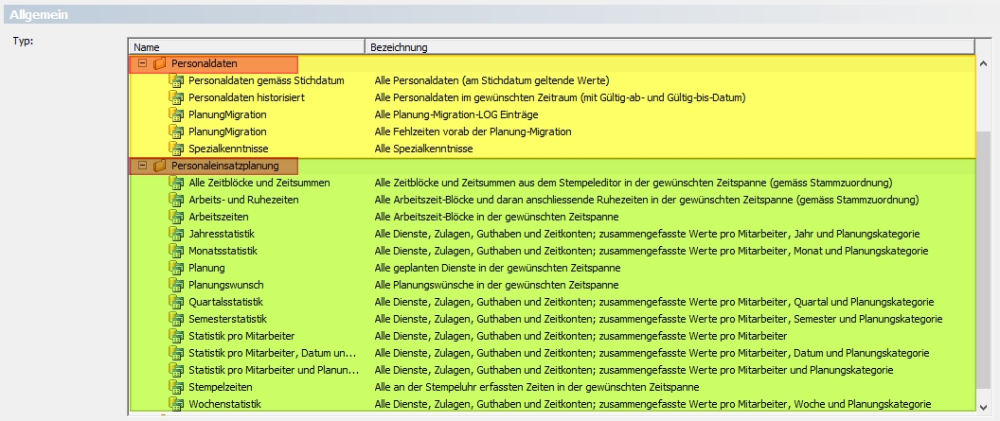 Allgemein
Typ:
Name Bezeichnung
Personaldaten
Personaldaten gemäss Stichdatum Alle Personaldaten (am Stichdatum geltende Werte)
Personaldaten historisiert Alle Personaldaten im gewünschten Zeitraum (mit Gültig-ab- und Gültig-bis-Datum)
PlanungMigration Alle Planung-Migration-LOG Einträge
PlanungMigration Alle Fehlzeiten vorab der Planung-Migration
Spezialkenntnisse Alle Spezialkenntnisse
Personaleinsatzplanung
Alle Zeitblöcke und Zeitsummen Alle Zeitblöcke und Zeitsummen aus dem Stempeleditor in der gewünschten Zeitspanne (gemäss Stammzuordnung)
Arbeits- und Ruhezeiten Alle Arbeitszeit-Blöcke und daran anschliessende Ruhezeiten in der gewünschten Zeitspanne (gemäss Stammzuordnung)
Arbeitszeiten Alle Arbeitszeit-Blöcke in der gewünschten Zeitspanne
Jahresstatistik Alle Dienste, Zulagen, Guthaben und Zeitkonten; zusammengefasste Werte pro Mitarbeiter, Jahr und Planungskategorie
Monatsstatistik Alle Dienste, Zulagen, Guthaben und Zeitkonten; zusammengefasste Werte pro Mitarbeiter, Monat und Planungskategorie
Planung Alle geplanten Dienste in der gewünschten Zeitspanne
Planungswunsch Alle Planungswünsche in der gewünschten Zeitspanne
Quartalsstatistik Alle Dienste, Zulagen, Guthaben und Zeitkonten; zusammengefasste Werte pro Mitarbeiter, Quartal und Planungskategorie
Semesterstatistik Alle Dienste, Zulagen, Guthaben und Zeitkonten; zusammengefasste Werte pro Mitarbeiter, Semester und Planungskategorie
Statistik pro Mitarbeiter Alle Dienste, Zulagen, Guthaben und Zeitkonten; zusammengefasste Werte pro Mitarbeiter
Statistik pro Mitarbeiter, Datum un... Alle Dienste, Zulagen, Guthaben und Zeitkonten; zusammengefasste Werte pro Mitarbeiter, Datum und Planungskategorie
Statistik pro Mitarbeiter und Planun... Alle Dienste, Zulagen, Guthaben und Zeitkonten; zusammengefasste Werte pro Mitarbeiter und Planungskategorie
Stempelzeiten Alle an der Stempeluhr erfassten Zeiten in der gewünschten Zeitspanne
Wochenstatistik Alle Dienste, Zulagen, Guthaben und Zeitkonten; zusammengefasste Werte pro Mitarbeiter, Woche und Planungskategorie